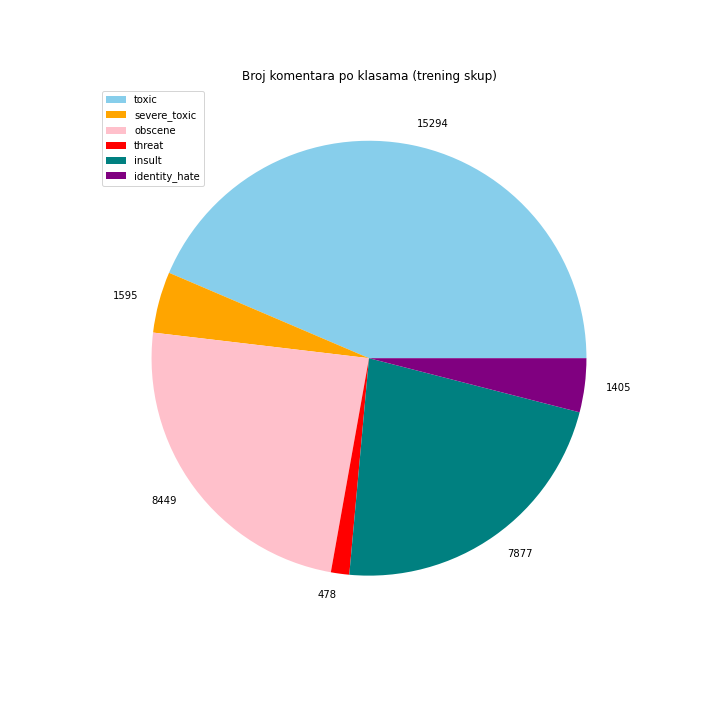 Broj komentara po klasama (trening skup)
toxic
severe_toxic
obscene
threat
insult
identity_hate
15294
1595
1405
8449
7877
478